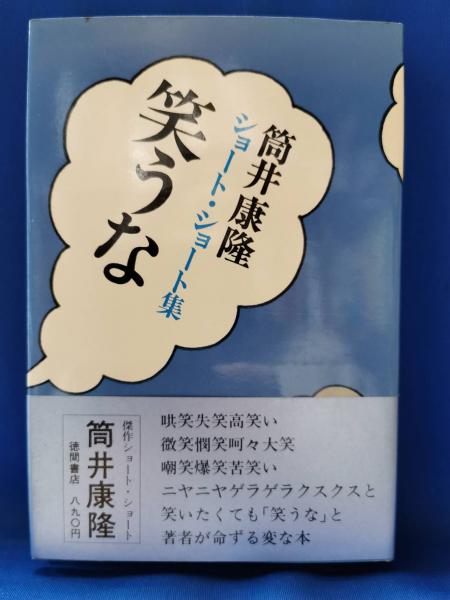 筒井康隆
ショート・ショート集
笑うな
哄笑失笑高笑い
微笑憫笑呵々大笑
嘲笑爆笑苦笑い
ニヤニヤゲラゲラクスクスと
笑いたくても「笑うな」と
著者が命ずる変な本
傑作ショート・ショート
筒井康隆
徳間書店 八九〇円